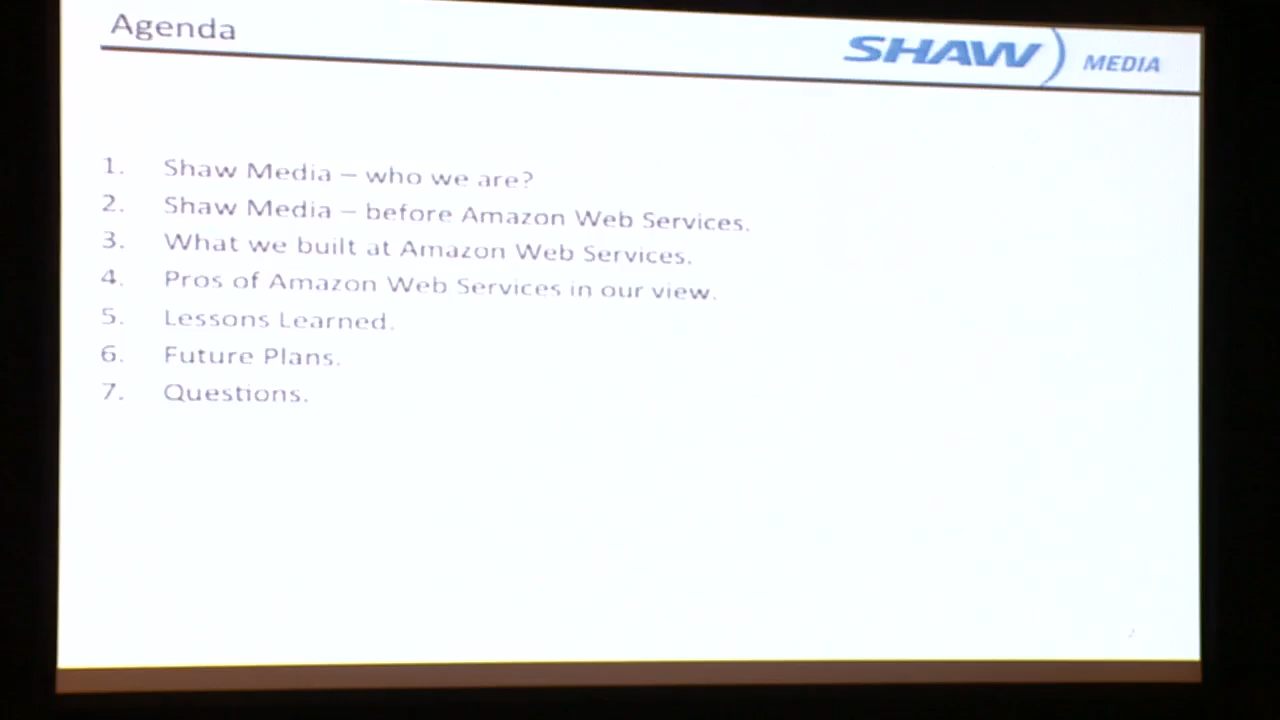 Agenda
SHAW) MEDIA
1. Shaw Media – who we are?
2. Shaw Media – before Amazon Web Services.
3. What we built at Amazon Web Services.
4. Pros of Amazon Web Services in our view.
5. Lessons Learned.
6. Future Plans.
7. Questions.
2